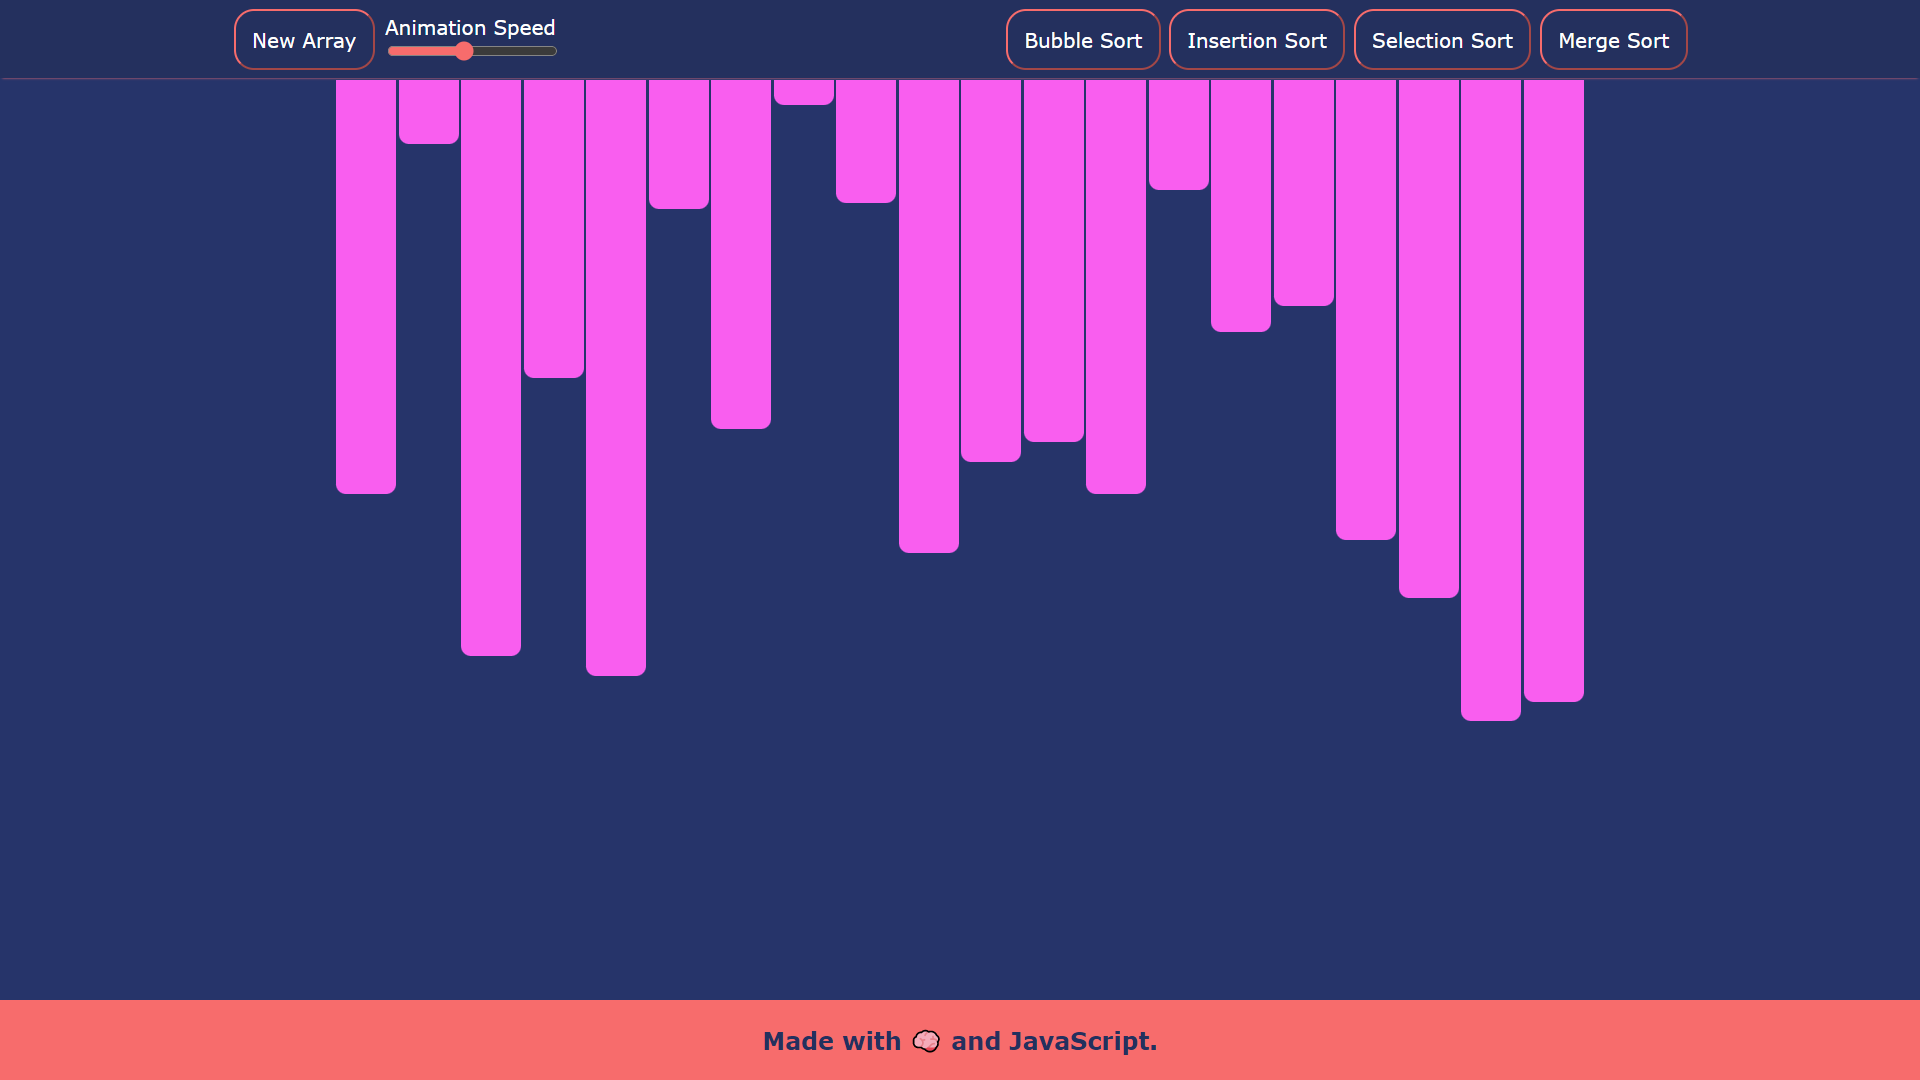 New Array
Animation Speed
Bubble Sort
Insertion Sort
Selection Sort
Merge Sort
Made with 🧠 and JavaScript.